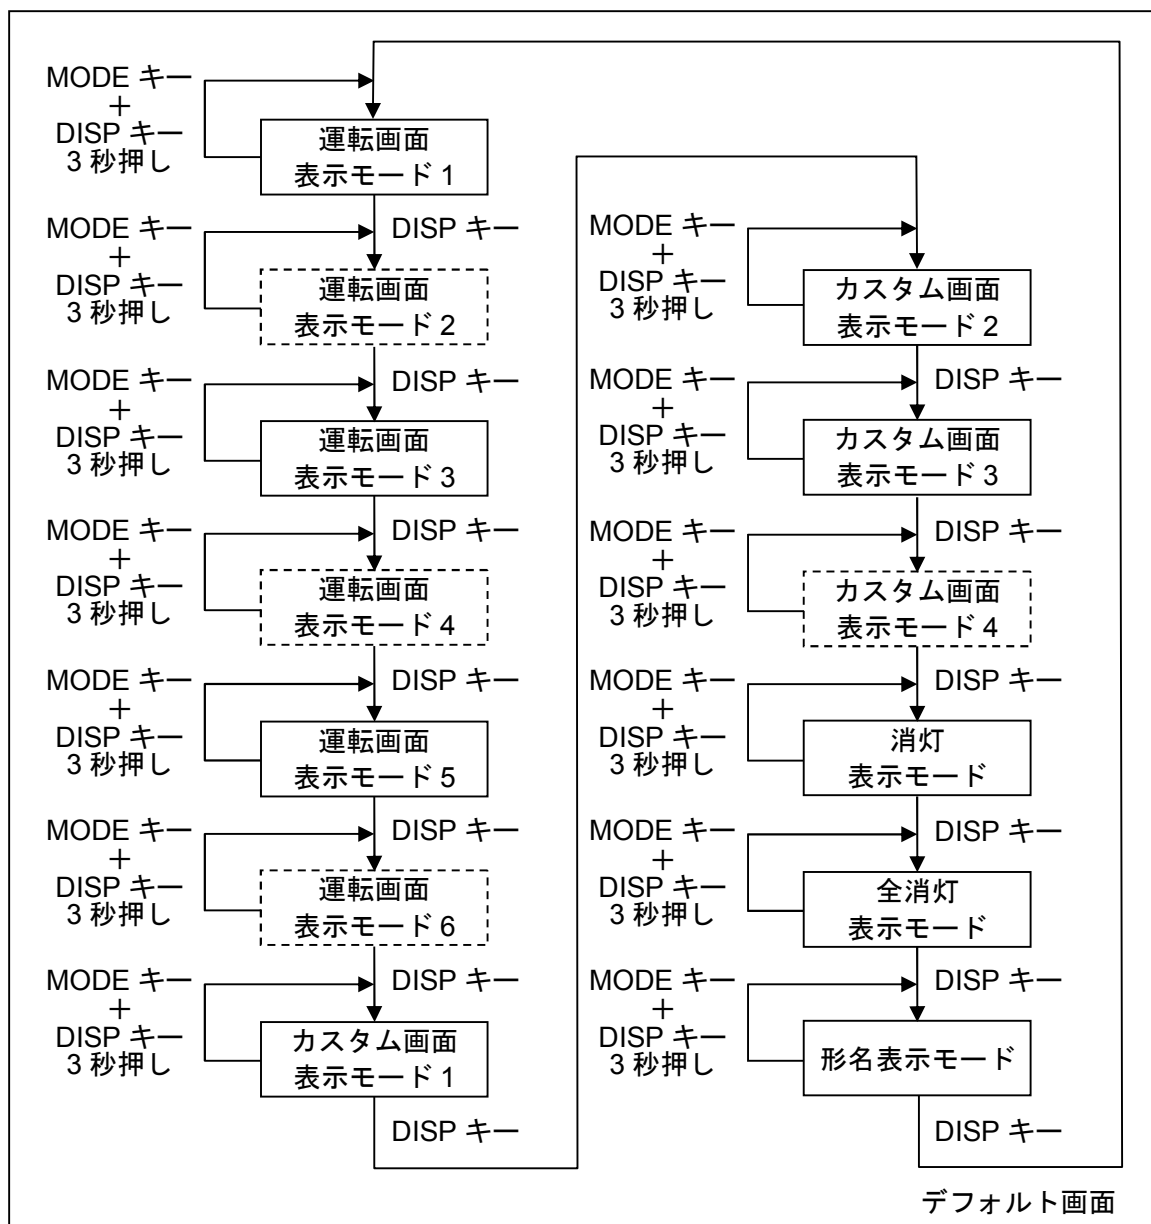 MODE キー
＋
DISP キー
3 秒押し
運転画面
表示モード 1
DISP キー
MODE キー
＋
DISP キー
3 秒押し
運転画面
表示モード 2
DISP キー
MODE キー
＋
DISP キー
3 秒押し
運転画面
表示モード 3
DISP キー
MODE キー
＋
DISP キー
3 秒押し
運転画面
表示モード 4
DISP キー
MODE キー
＋
DISP キー
3 秒押し
運転画面
表示モード 5
DISP キー
MODE キー
＋
DISP キー
3 秒押し
運転画面
表示モード 6
DISP キー
MODE キー
＋
DISP キー
3 秒押し
カスタム画面
表示モード 1
DISP キー
MODE キー
＋
DISP キー
3 秒押し
カスタム画面
表示モード 2
DISP キー
MODE キー
＋
DISP キー
3 秒押し
カスタム画面
表示モード 3
DISP キー
MODE キー
＋
DISP キー
3 秒押し
カスタム画面
表示モード 4
DISP キー
MODE キー
＋
DISP キー
3 秒押し
消灯
表示モード
DISP キー
MODE キー
＋
DISP キー
3 秒押し
全消灯
表示モード
DISP キー
MODE キー
＋
DISP キー
3 秒押し
形名表示モード
DISP キー
デフォルト画面